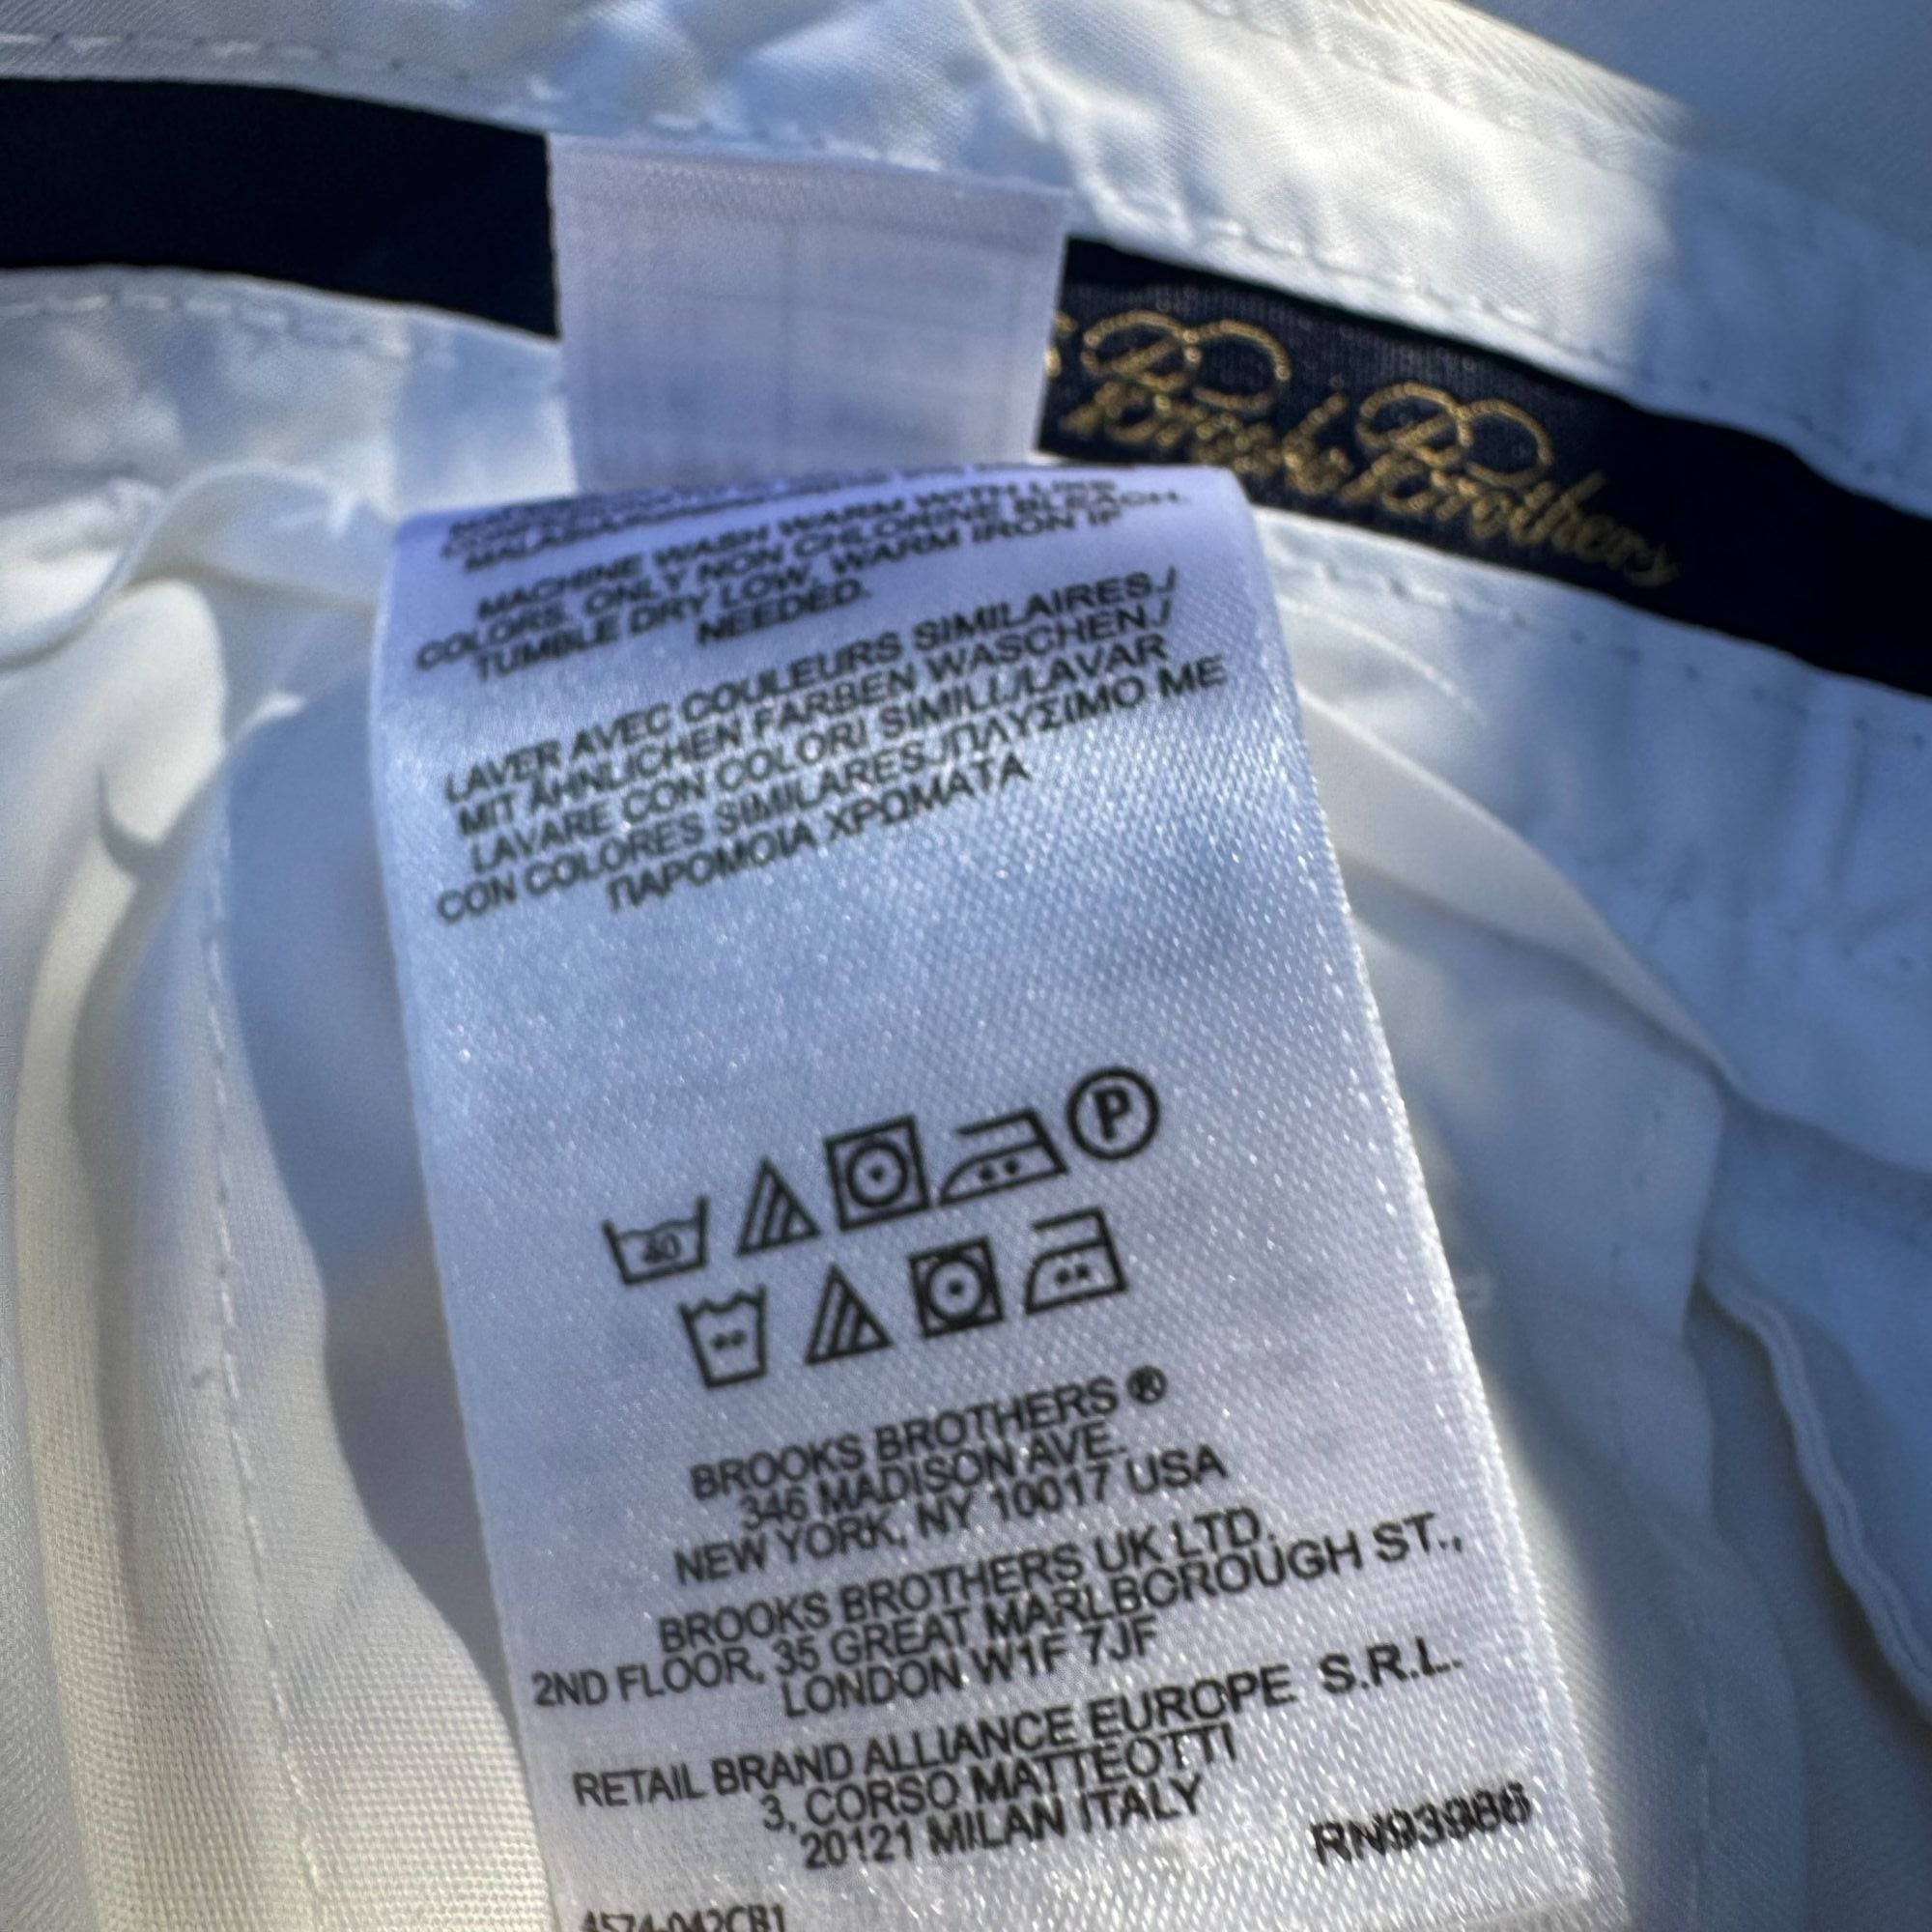 Brooks Brothers
MACHINE WASH WARM WITH LIKE
COLORS. ONLY NON CHLORINE BLEACH.
TUMBLE DRY LOW. WARM IRON IF
NEEDED.
LAVER AVEC COULEURS SIMILAIRES./
MIT ÄHNLICHEN FARBEN WASCHEN./
LAVARE CON COLORI SIMILI./LAVAR
CON COLORES SIMILARES./ΠΛΥΣΙΜΟ ΜΕ
ΠΑΡΟΜΟΙΑ ΧΡΩΜΑΤΑ
40
P
BROOKS BROTHERS ®
346 MADISON AVE.
NEW YORK, NY 10017 USA
BROOKS BROTHERS UK LTD.
2ND FLOOR, 35 GREAT MARLBOROUGH ST.,
LONDON W1F 7JF
RETAIL BRAND ALLIANCE EUROPE S.R.L.
3, CORSO MATTEOTTI
20121 MILAN ITALY
RN93986
4574-042CB1